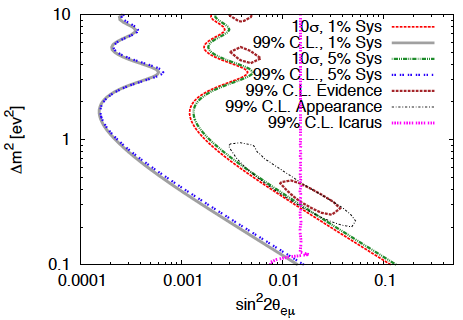 10
10σ, 1% Sys
99% C.L., 1% Sys
10σ, 5% Sys
99% C.L., 5% Sys
99% C.L. Evidence
99% C.L. Appearance
99% C.L. Icarus
Δm² [eV²]
1
0.1
0.0001 0.001 0.01 0.1
sin²2θeμ